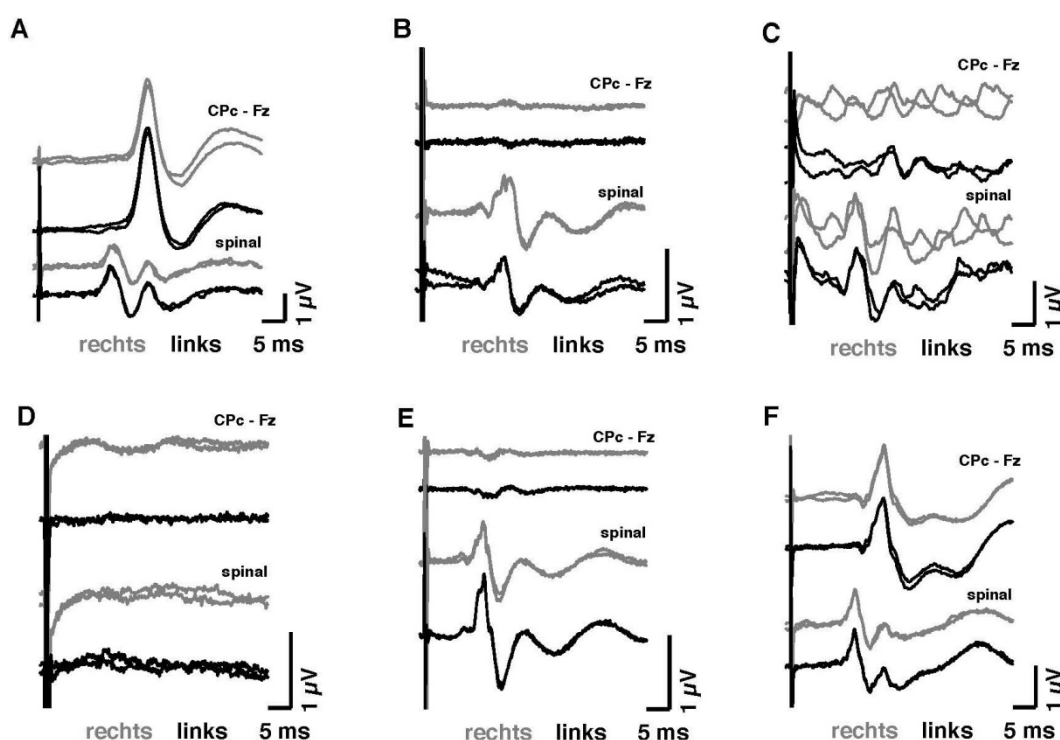 A
CPc - Fz
spinal
1 µV
rechts links 5 ms
B
CPc - Fz
spinal
1 µV
rechts links 5 ms
C
CPc - Fz
spinal
1 µV
rechts links 5 ms
D
CPc - Fz
spinal
1 µV
rechts links 5 ms
E
CPc - Fz
spinal
1 µV
rechts links 5 ms
F
CPc - Fz
spinal
1 µV
rechts links 5 ms